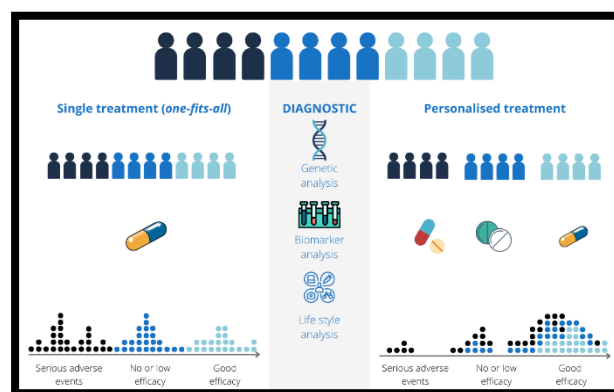 Single treatment (one-fits-all)
DIAGNOSTIC
Personalised treatment
Genetic
analysis
Biomarker
analysis
Life style
analysis
Serious adverse
events
No or low
efficacy
Good
efficacy
Serious adverse
events
No or low
efficacy
Good
efficacy